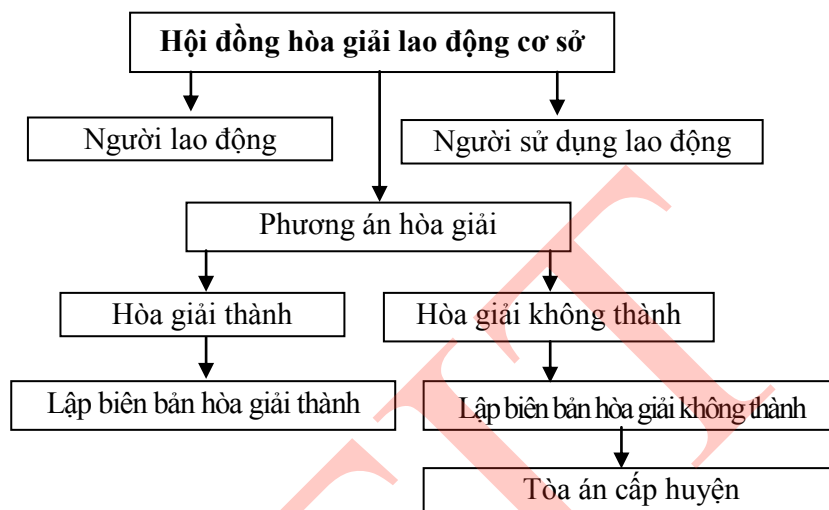 Hội đồng hòa giải lao động cơ sở
Người lao động
Người sử dụng lao động
Phương án hòa giải
Hòa giải thành
Hòa giải không thành
Lập biên bản hòa giải thành
Lập biên bản hòa giải không thành
Tòa án cấp huyện